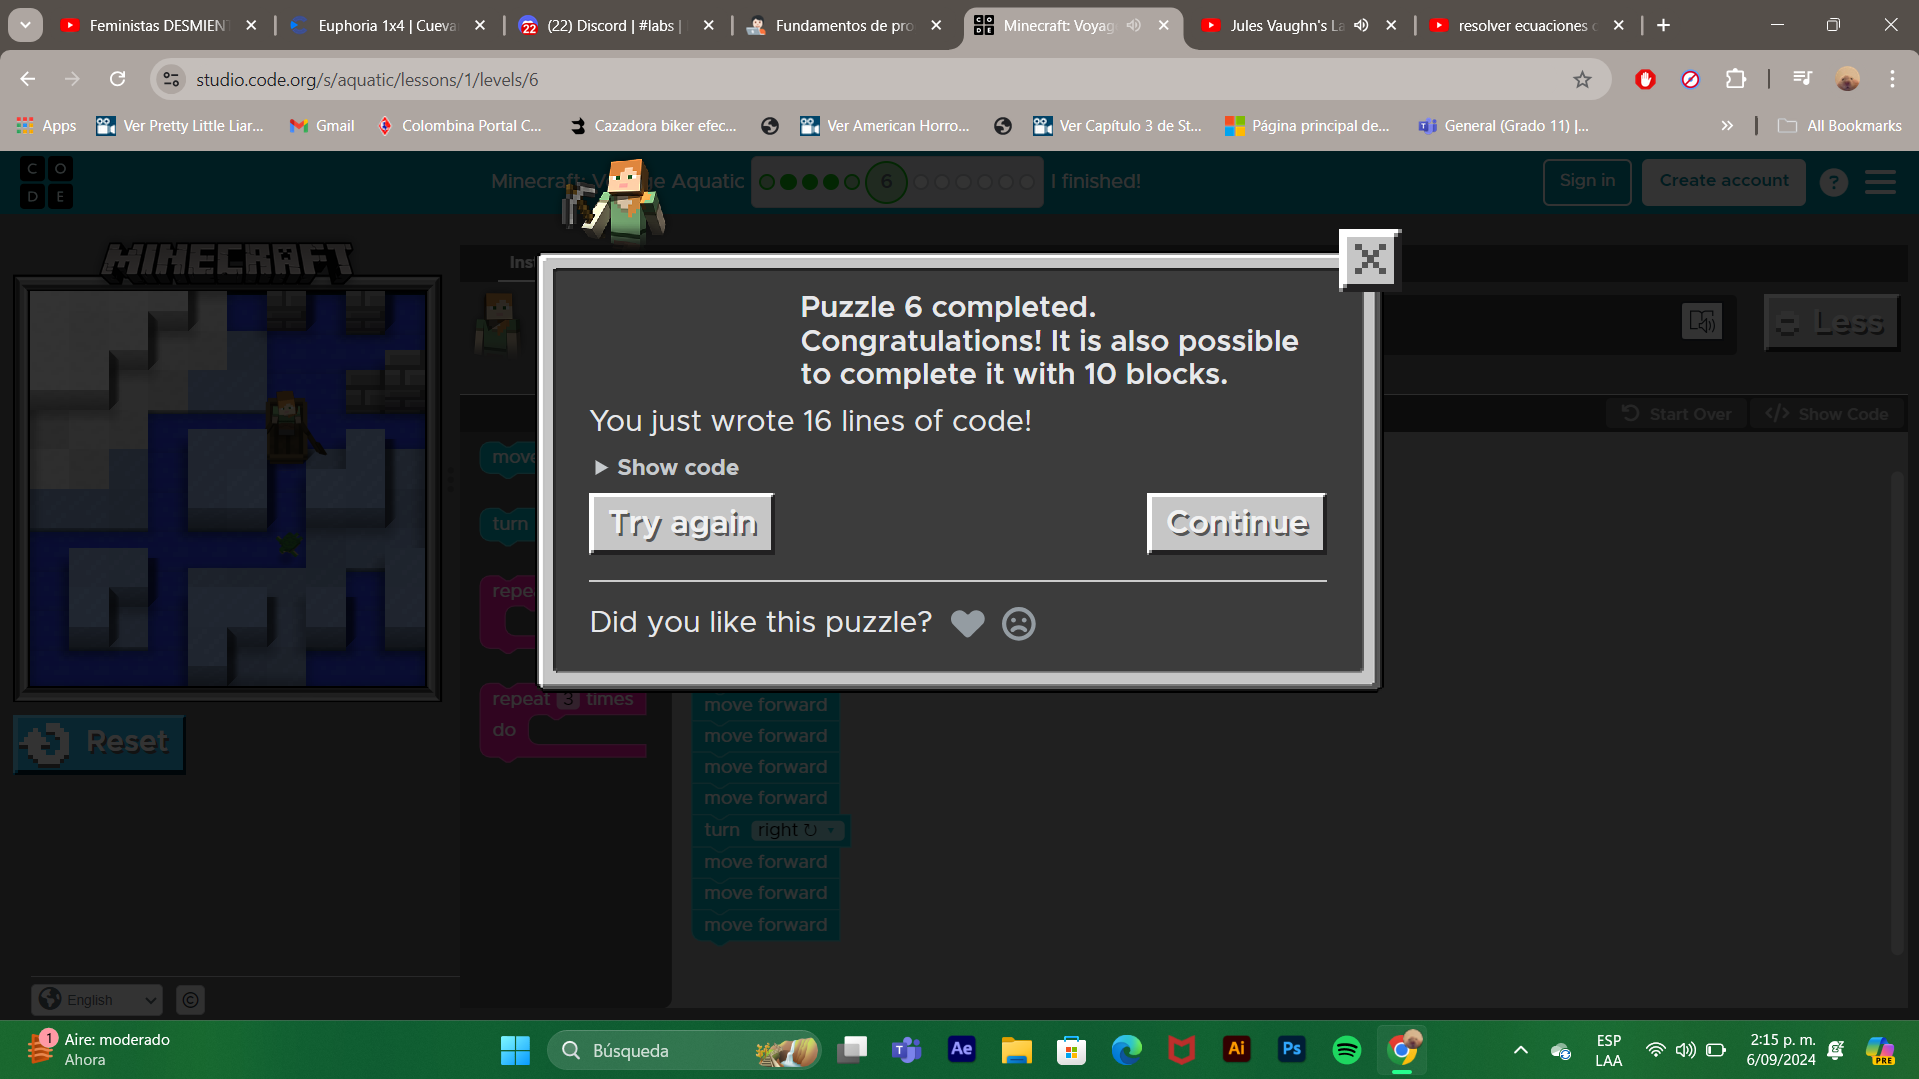 Feministas DESMIEN
Euphoria 1x4 | Cueva
(22) Discord | #labs |
Fundamentos de pro
Minecraft: Voyag
Jules Vaughn's La
resolver ecuaciones
studio.code.org/s/aquatic/lessons/1/levels/6
Apps
Ver Pretty Little Liar...
Gmail
Colombina Portal C...
Cazadora biker efec...
Ver American Horro...
Ver Capítulo 3 de St...
Página principal de...
General (Grado 11) |...
All Bookmarks
C O
D E
Minecraft: V
e Aquatic
6
I finished!
Sign in
Create account
?
MINECRAFT
Ins
Less
Puzzle 6 completed.
Congratulations! It is also possible
to complete it with 10 blocks.
You just wrote 16 lines of code!
Show code
Try again
Continue
Did you like this puzzle?
Start Over
Show Code
move
turn
repe
repeat 3 times
do
Reset
move forward
move forward
move forward
move forward
turn right ↻
move forward
move forward
move forward
English
©
1
Aire: moderado
Ahora
Búsqueda
Ae
Ai
Ps
ESP
LAA
2:15 p. m.
6/09/2024
PRE